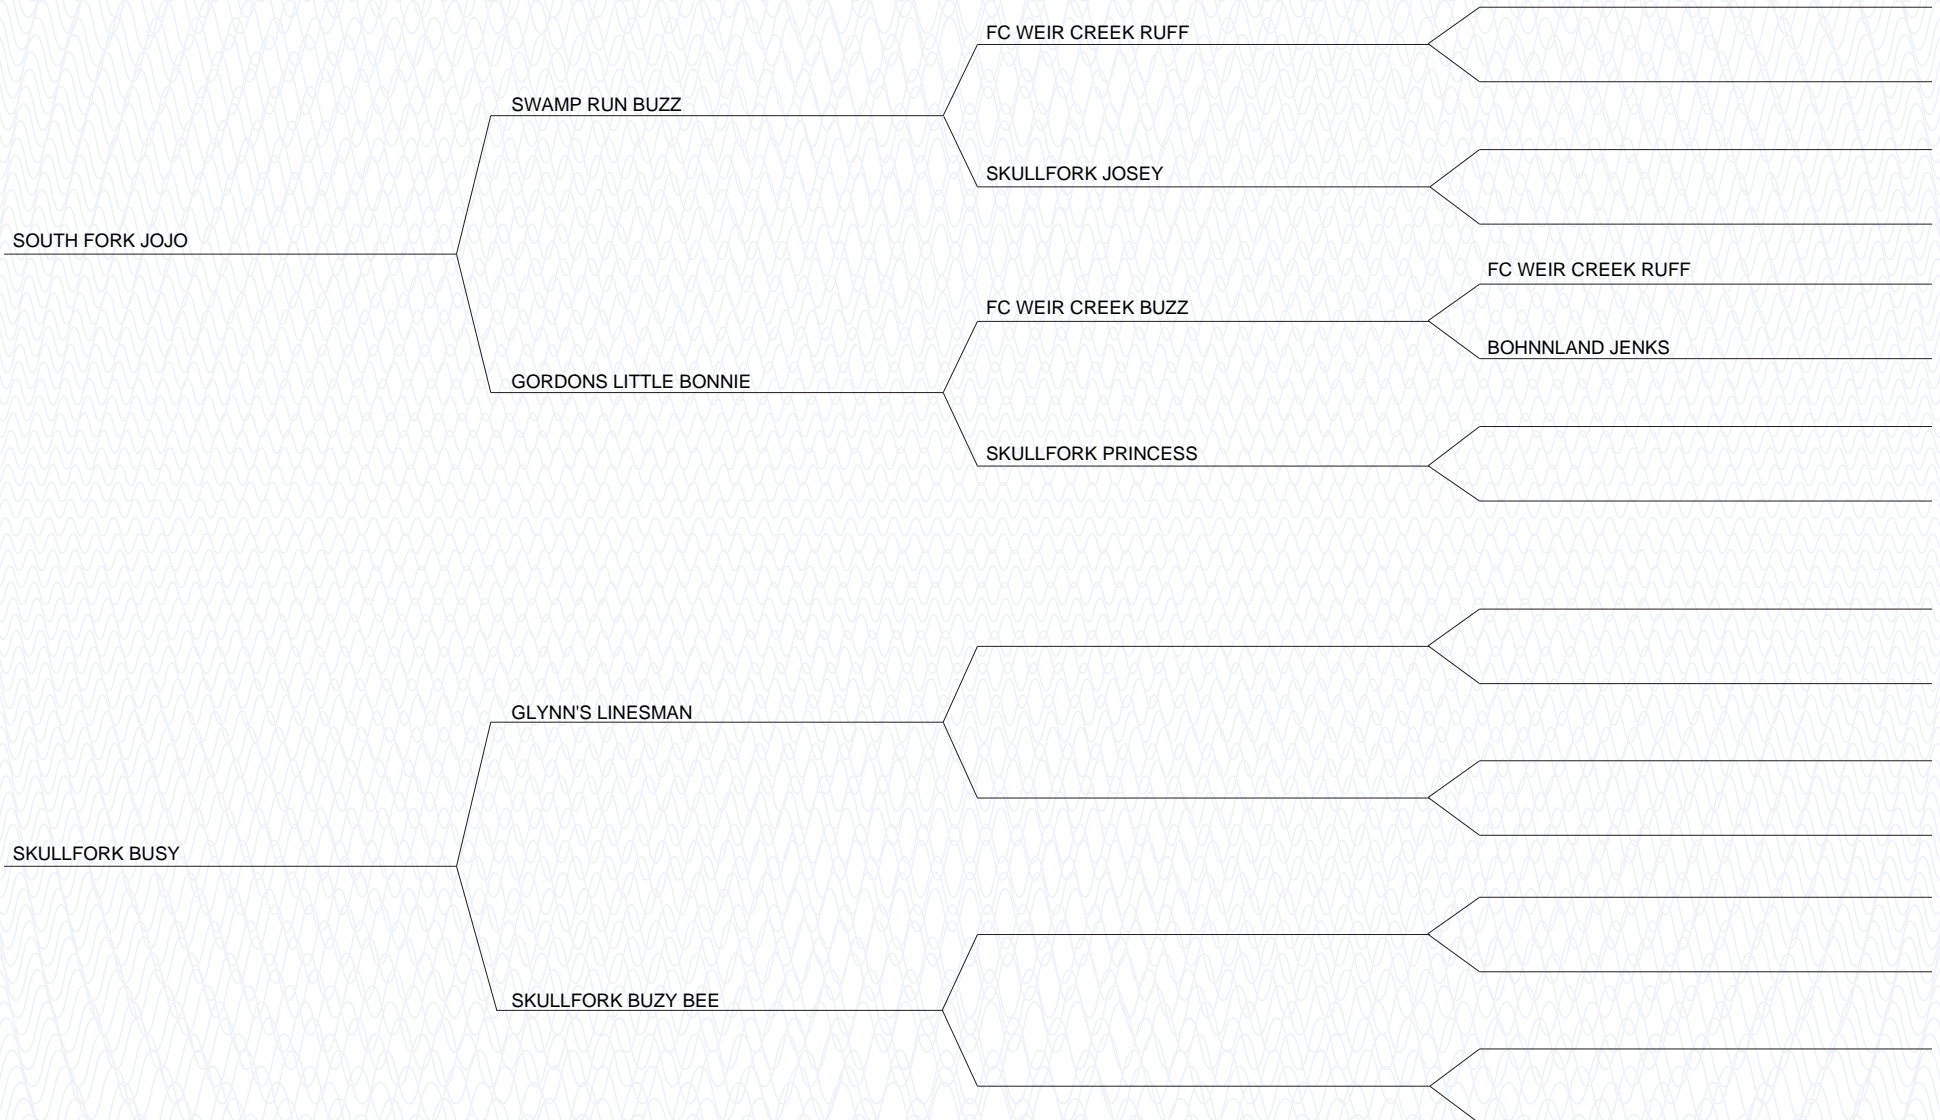 FC WEIR CREEK RUFF
SWAMP RUN BUZZ
SKULLFORK JOSEY
SOUTH FORK JOJO
FC WEIR CREEK RUFF
FC WEIR CREEK BUZZ
BOHNNLAND JENKS
GORDONS LITTLE BONNIE
SKULLFORK PRINCESS
GLYNN'S LINESMAN
SKULLFORK BUSY
SKULLFORK BUZY BEE